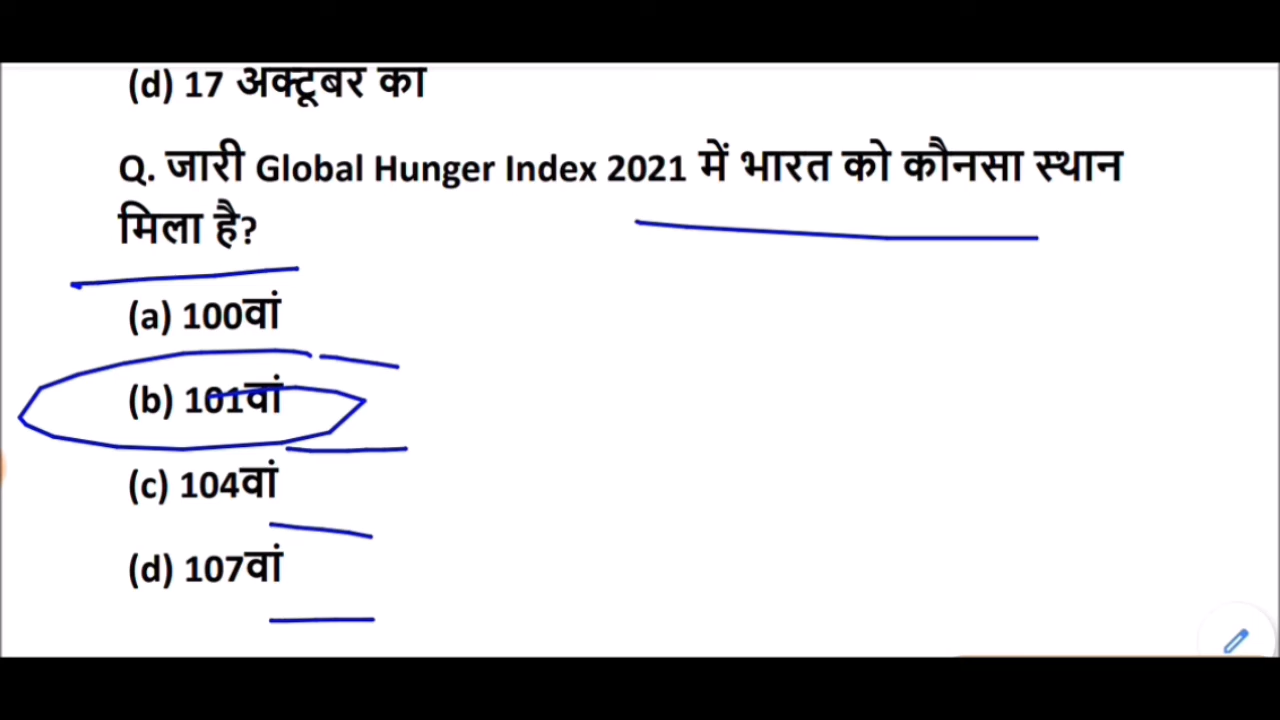 (d) 17 अक्टूबर का
Q. जारी Global Hunger Index 2021 में भारत को कौनसा स्थान
मिला है?
(a) 100वां
(b) 101वां
(c) 104वां
(d) 107वां